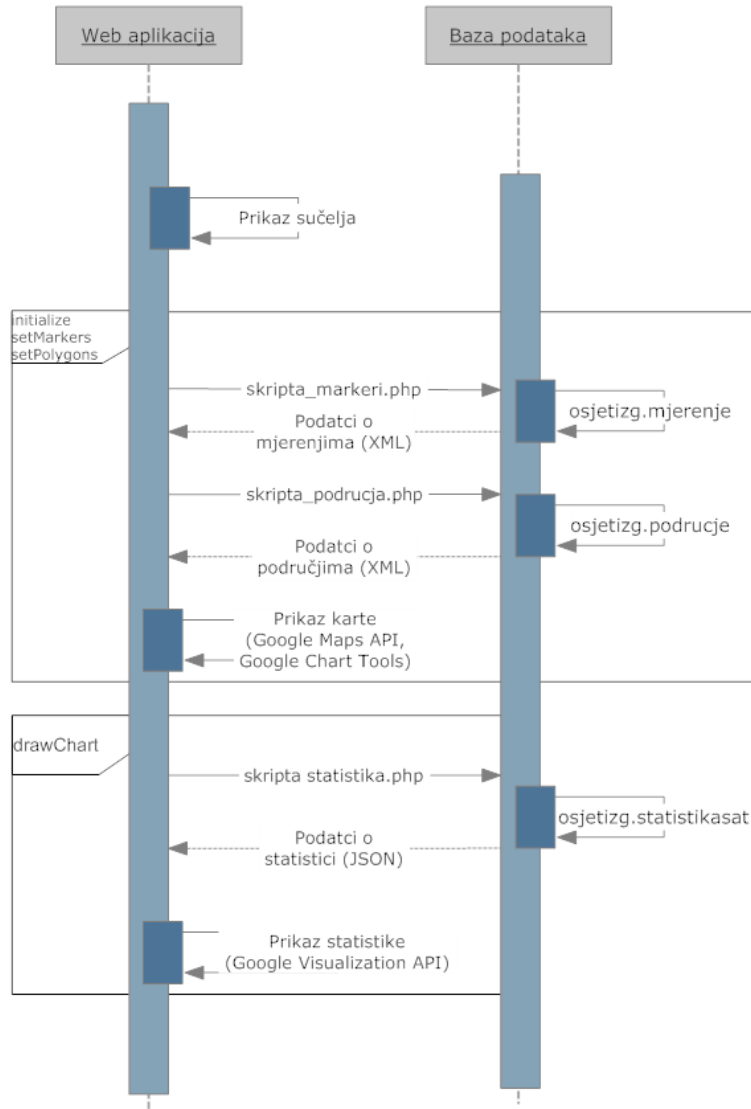 Web aplikacija
Baza podataka
Prikaz sučelja
initialize
setMarkers
setPolygons
skripta_markeri.php
osjetizg.mjerenje
Podatci o
mjerenjima (XML)
skripta_podrucja.php
osjetizg.podrucje
Podatci o
područjima (XML)
Prikaz karte
(Google Maps API,
Google Chart Tools)
drawChart
skripta statistika.php
osjetizg.statistikasat
Podatci o
statistici (JSON)
Prikaz statistike
(Google Visualization API)